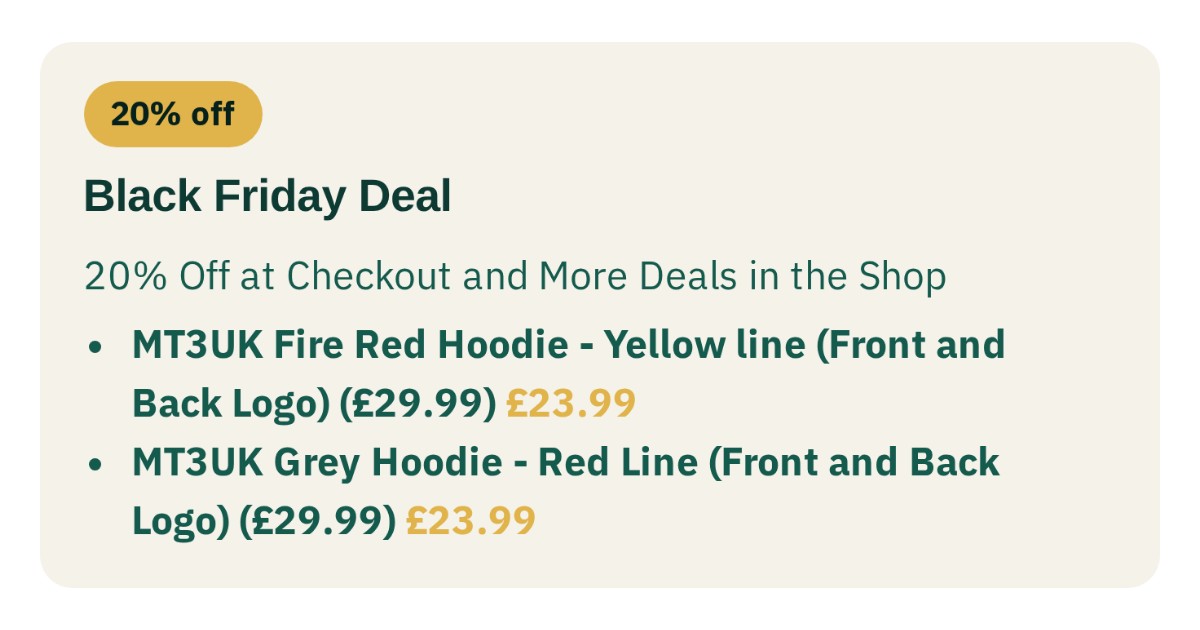 20% off
Black Friday Deal
20% Off at Checkout and More Deals in the Shop
• MT3UK Fire Red Hoodie - Yellow line (Front and
Back Logo) (£29.99) £23.99
• MT3UK Grey Hoodie - Red Line (Front and Back
Logo) (£29.99) £23.99